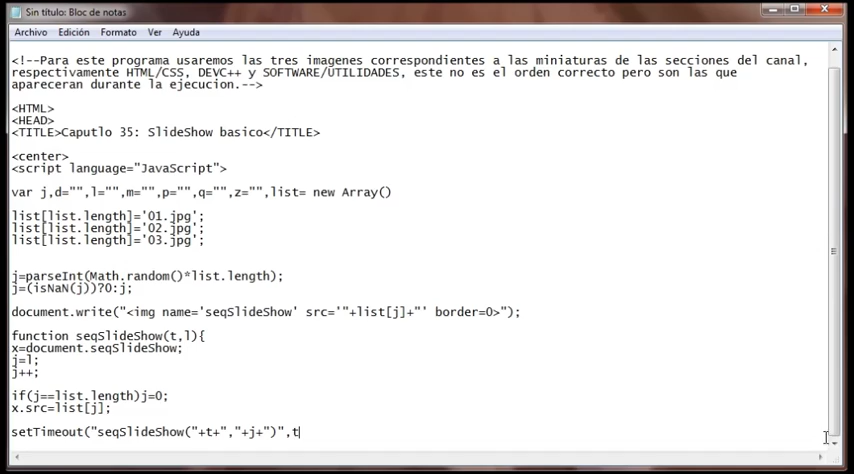 Sin título: Bloc de notas
Archivo Edición Formato Ver Ayuda
<!--Para este programa usaremos las tres imagenes correspondientes a las miniaturas de las secciones del canal,
respectivamente HTML/CSS, DEVC++ y SOFTWARE/UTILIDADES, este no es el orden correcto pero son las que
apareceran durante la ejecucion.-->
<HTML>
<HEAD>
<TITLE>Caputlo 35: SlideShow basico</TITLE>
<center>
<script language="JavaScript">
var j,d="",l="",m="",p="",q="",z="",list= new Array()
list[list.length]='01.jpg';
list[list.length]='02.jpg';
list[list.length]='03.jpg';
j=parseInt(Math.random()*list.length);
j=(isNaN(j))?0:j;
document.write("<img name='seqSlideShow' src='"+list[j]+"' border=0>");
function seqSlideShow(t,l){
x=document.seqSlideShow;
j=l;
j++;
if(j==list.length)j=0;
x.src=list[j];
setTimeout("seqSlideShow("+t+","+j+")",t